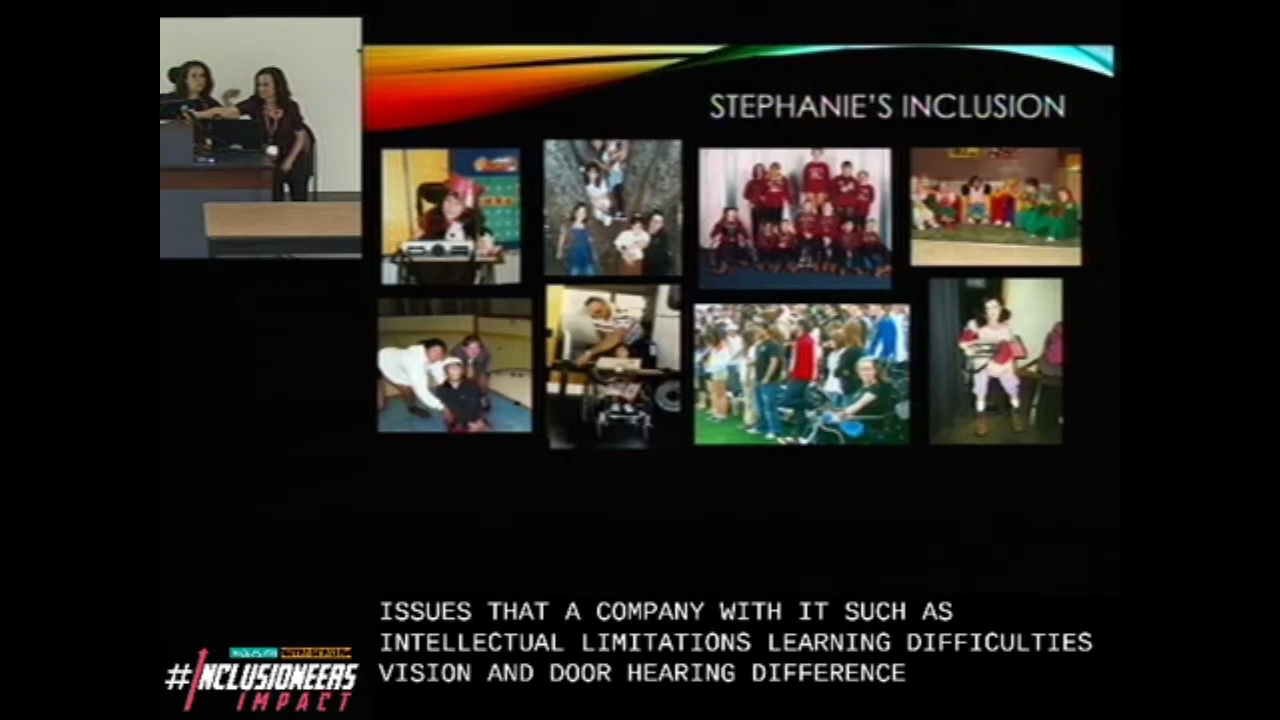 STEPHANIE'S INCLUSION
ISSUES THAT A COMPANY WITH IT SUCH AS
INTELLECTUAL LIMITATIONS LEARNING DIFFICULTIES
VISION AND DOOR HEARING DIFFERENCE
#INCLUSIONEERS
IMPACT